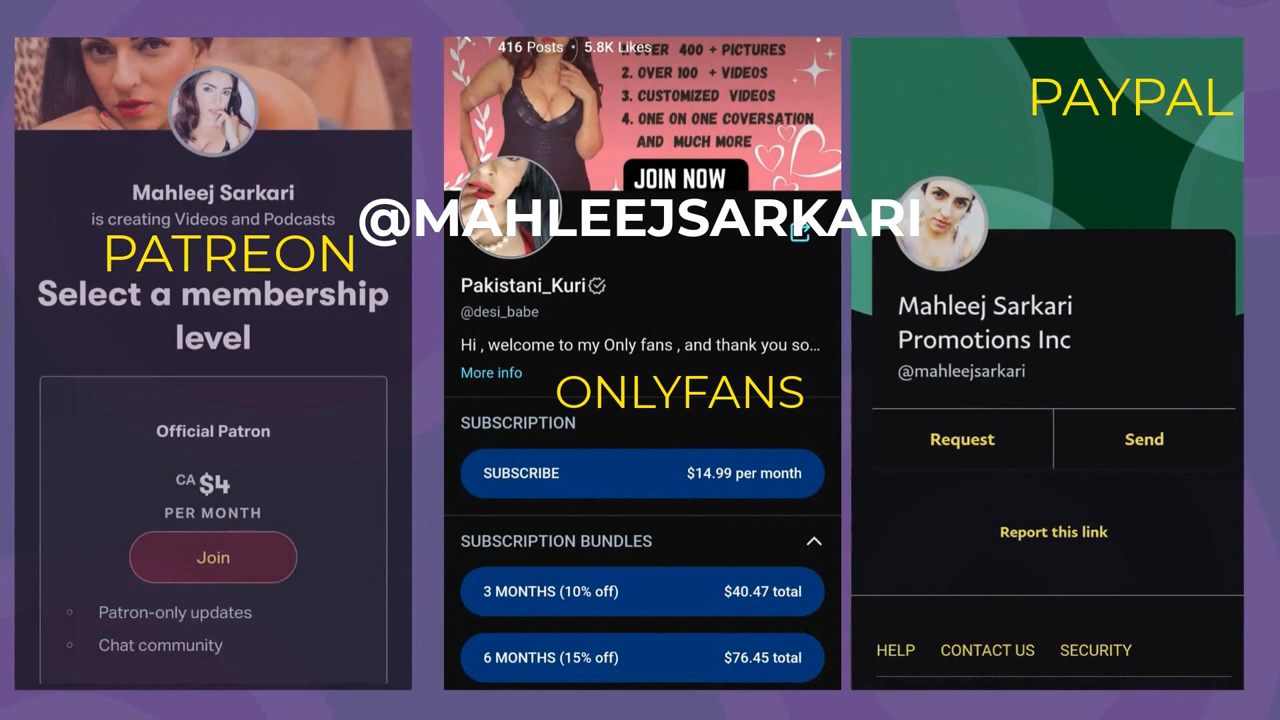 Mahleej Sarkari
is creating Videos and Podcasts
PATREON
Select a membership
level
Official Patron
CA $4
PER MONTH
Join
Patron-only updates
Chat community
416 Posts • 5.8K Likes
1. OVER 400 + PICTURES
2. OVER 100 + VIDEOS
3. CUSTOMIZED VIDEOS
4. ONE ON ONE COVERSATION
AND MUCH MORE
JOIN NOW
@MAHLEEJSARKARI
Pakistani_Kuri
@desi_babe
Hi , welcome to my Only fans , and thank you so...
More info
ONLYFANS
SUBSCRIPTION
SUBSCRIBE $14.99 per month
SUBSCRIPTION BUNDLES
3 MONTHS (10% off) $40.47 total
6 MONTHS (15% off) $76.45 total
PAYPAL
Mahleej Sarkari
Promotions Inc
@mahleejsarkari
Request Send
Report this link
HELP CONTACT US SECURITY